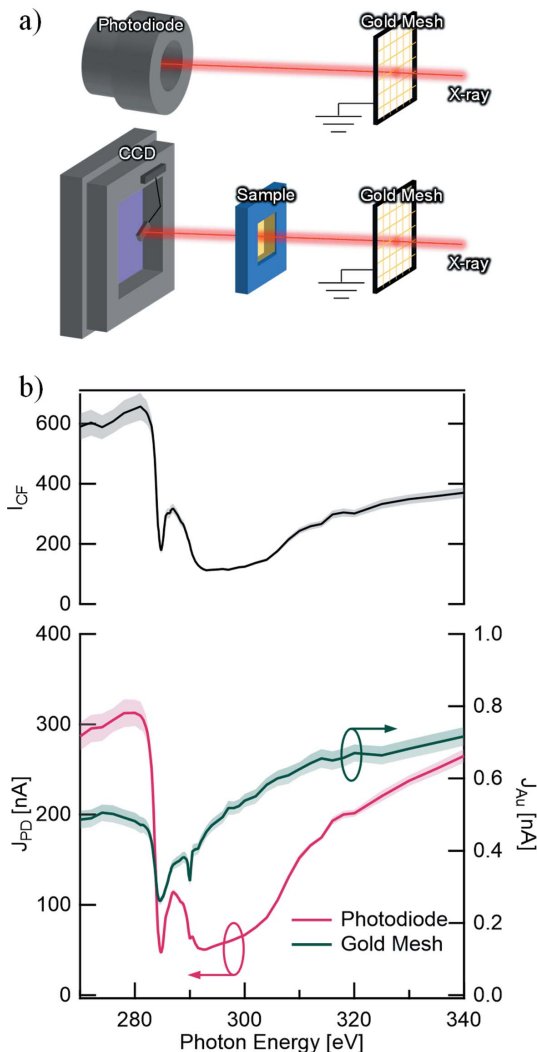 a)
Photodiode
Gold Mesh
X-ray
CCD
Sample
Gold Mesh
X-ray
b)
600
400
200
0
I_CF
400
300
200
100
0
J_PD [nA]
1.0
0.8
0.6
0.4
0.2
0.0
J_Au [nA]
Photodiode
Gold Mesh
280 300 320 340
Photon Energy [eV]